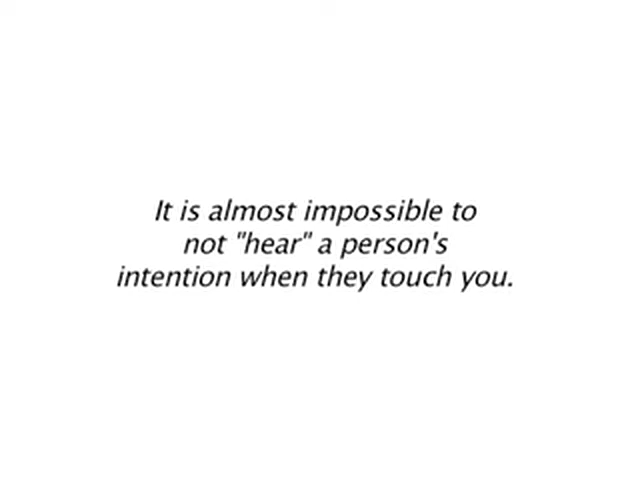 It is almost impossible to
not "hear" a person's
intention when they touch you.